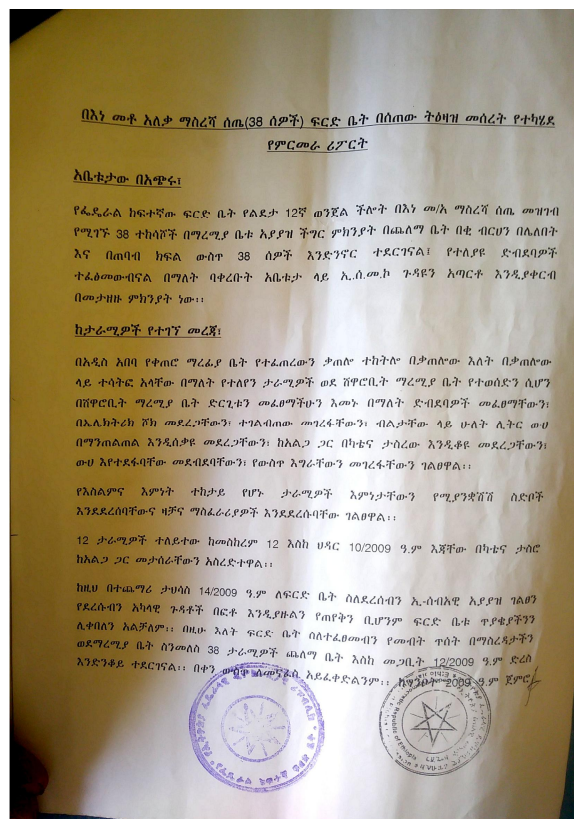 በእነ መቶ አለቃ ማስረሻ ሰጤ(38 ሰዎች) ፍርድ ቤት በሰጠው ትዕዛዝ መሰረት የተካሄደ
የምርመራ ሪፖርት
አቤቱታው በአጭሩ፤
የፌዴራል ከፍተኛው ፍርድ ቤት የልደታ 12ኛ ወንጀል ችሎት በእነ መ/አ ማስረሻ ሰጤ መዝገብ
የሚገኙ 38 ተከሳሾች በማረሚያ ቤቱ አያያዝ ችግር ምክንያት በጨለማ ቤት በቂ ብርሀን በሌለበት
እና በጠባብ ክፍል ውስጥ 38 ሰዎች እንድንኖር ተደርገናል፤ የተለያዩ ድብደባዎች
ተፈፅመውብናል በማለት ባቀረቡት አቤቱታ ላይ ኢ.ሰ.መ.ኮ ጉዳዩን አጣርቶ እንዲያቀርብ
በመታዘዙ ምክንያት ነው፡፡
ከታራሚዎች የተገኘ መረጃ፤
በአዲስ አበባ የቀጠሮ ማረፊያ ቤት የተፈጠረውን ቃጠሎ ተከትሎ በቃጠሎው እለት በቃጠሎው
ላይ ተሳትፎ አላቸው በማለት የተለየን ታራሚዎች ወደ ሸዋሮቢት ማረሚያ ቤት የተወሰድን ሲሆን
በሸዋሮቢት ማረሚያ ቤት ድርጊቱን መፈፀማችሁን እመኑ በማለት ድብደባዎች መፈፀማቸውን፣
በኤሌክትሪክ ሾክ መደረጋቸውን፣ ተገልብጠው መገረፋቸውን፣ ብልታቸው ላይ ሁለት ሊትር ውሀ
በማንጠልጠል እንዲሰቃዩ መደረጋቸውን፣ ከአልጋ ጋር በካቴና ታስረው እንዲቆዩ መደረጋቸውን፣
ውሀ እየተደፋባቸው መደብደባቸውን፣ የውስጥ እግራቸውን መገረፋቸውን ገልፀዋል፡፡
የእስልምና እምነት ተከታይ የሆኑ ታራሚዎች እምነታቸውን የሚያንቋሽሽ ስድቦች
እንደደረሰባቸውና ዛቻና ማስፈራሪያዎች እንደደረሱባቸው ገልፀዋል፡፡
12 ታራሚዎች ተለይተው ከመስከረም 12 እስከ ህዳር 10/2009 ዓ.ም እጃቸው በካቴና ታስሮ
ከአልጋ ጋር መታሰራቸውን አስረድተዋል፡፡
ከዚህ በተጨማሪ ታህሳስ 14/2009 ዓ.ም ለፍርድ ቤት ስለደረሰብን ኢ-ሰብአዊ አያያዝ ገልፀን
የደረሱብን አካላዊ ጉዳቶች በፎቶ እንዲያዙልን የጠየቅን ቢሆንም ፍርድ ቤቱ ጥያቄያችንን
ሊቀበለን አልቻለም፡፡ በዚሁ እለት ፍርድ ቤት ስለተፈፀመብን የመብት ጥሰት በማስረዳታችን
ወደማረሚያ ቤት ስንመለስ 38 ታራሚዎች ጨለማ ቤት እስከ መጋቢት 12/2009 ዓ.ም ድረስ
እንድንቆይ ተደርገናል፡፡ በቀን ለመናፈስ አይፈቀድልንም፡፡ 2009 ዓ.ም ጀምሮ